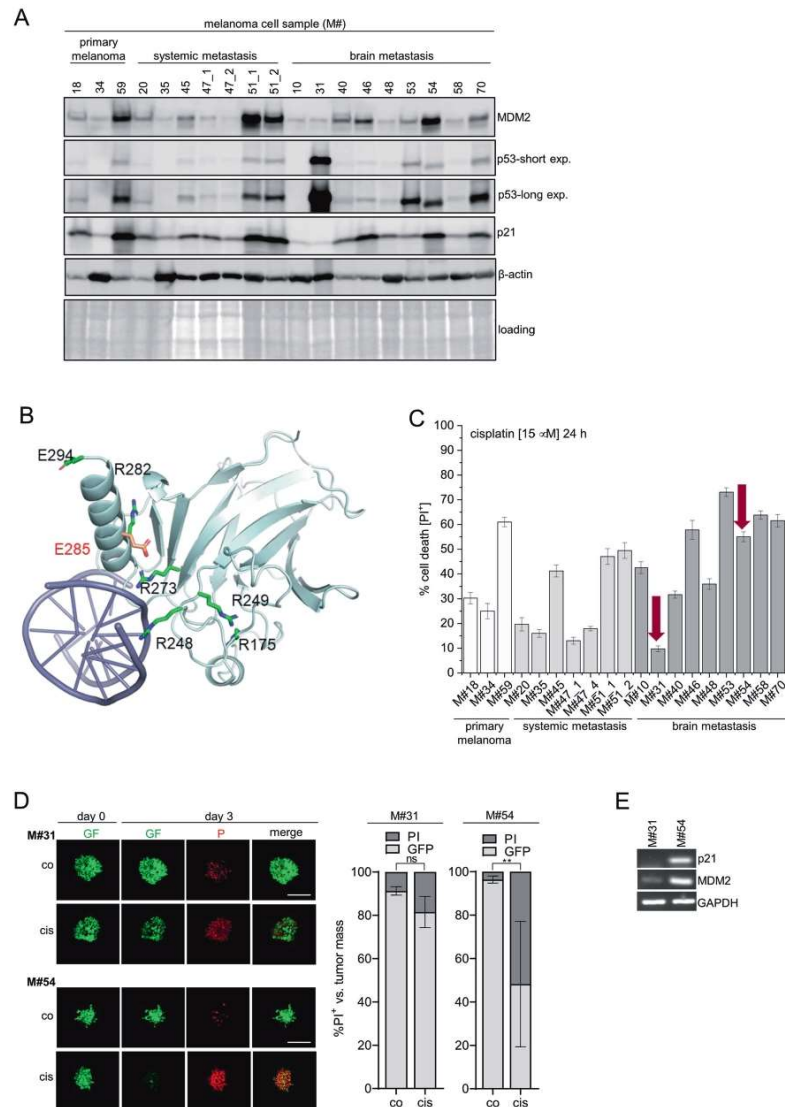 A
melanoma cell sample (M#)
primary melanoma
systemic metastasis
brain metastasis
18 34 59 20 35 45 47_1 47_2 51_1 51_2 10 31 40 46 48 53 54 58 70
MDM2
p53-short exp.
p53-long exp.
p21
β-actin
loading
B
E294
R282
E285
R273
R249
R248
R175
C
cisplatin [15 ∝M] 24 h
% cell death [PI⁺]
100
90
80
70
60
50
40
30
20
10
0
M#18 M#34 M#59 M#20 M#35 M#45 M#47_1 M#47_4 M#51_1 M#51_2 M#10 M#31 M#40 M#46 M#48 M#53 M#54 M#58 M#70
primary melanoma
systemic metastasis
brain metastasis
D
day 0 day 3
M#31 GF GF P merge
co
cis
M#54
co
cis
M#31
PI
GFP
ns
%PI⁺ vs. tumor mass
100
80
60
40
20
0
co cis
M#54
PI
GFP
**
100
80
60
40
20
0
co cis
E
M#31 M#54
p21
MDM2
GAPDH